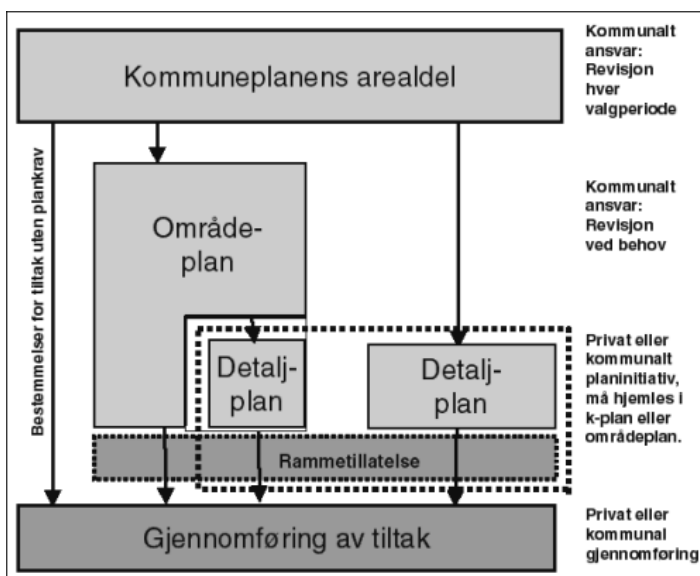 Kommuneplanens arealdel
Kommunalt
ansvar:
Revisjon
hver
valgperiode
Bestemmelser for tiltak uten plankrav
Område-
plan
Kommunalt
ansvar:
Revisjon
ved behov
Detalj-
plan
Detalj-
plan
Privat eller
kommunalt
planinitiativ,
må hjemles i
k-plan eller
områdeplan.
Rammetillatelse
Gjennomføring av tiltak
Privat eller
kommunal
gjennomføring